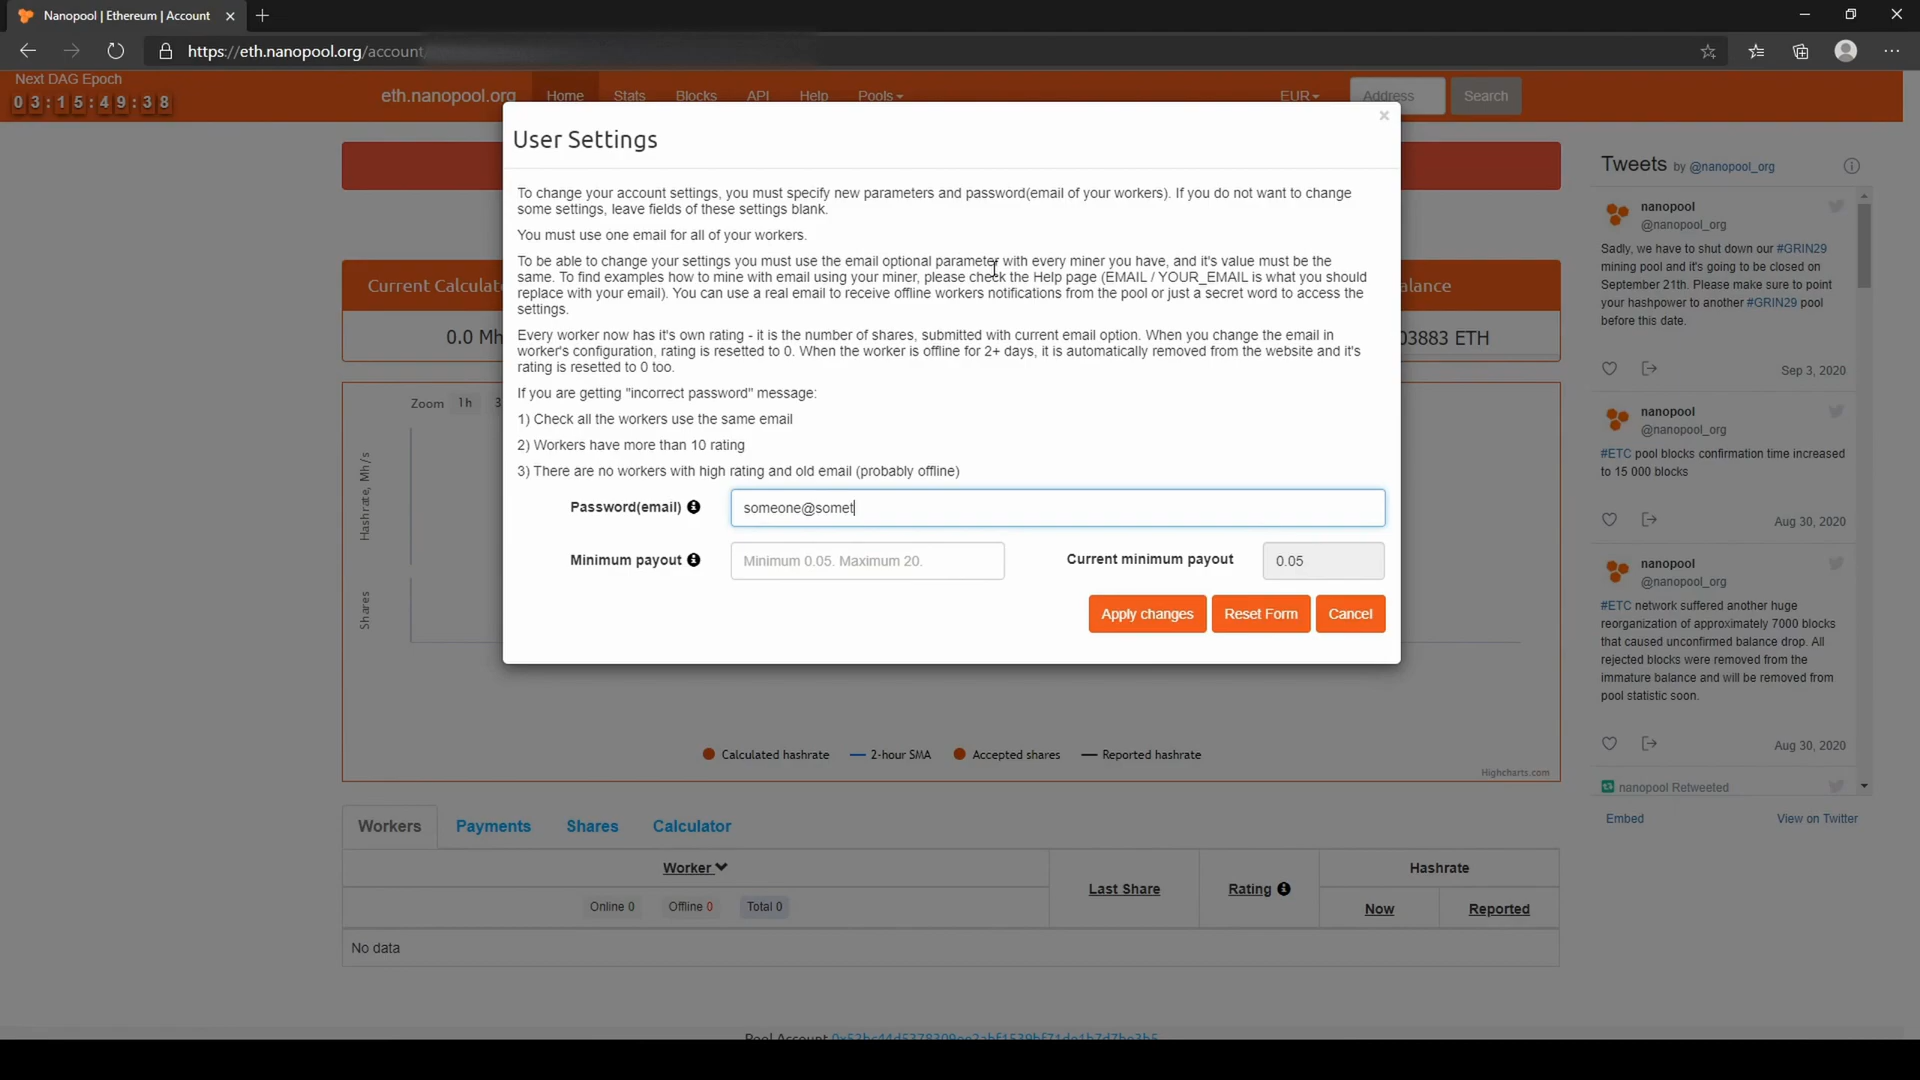 Nanopool | Ethereum | Account
https://eth.nanopool.org/account
Next DAG Epoch
03:15:49:38
eth.nanopool.org Home Stats Blocks API Help Pools EUR Address Search
User Settings
To change your account settings, you must specify new parameters and password(email of your workers). If you do not want to change
some settings, leave fields of these settings blank.
You must use one email for all of your workers.
To be able to change your settings you must use the email optional parameter with every miner you have, and it's value must be the
same. To find examples how to mine with email using your miner, please check the Help page (EMAIL / YOUR_EMAIL is what you should
replace with your email). You can use a real email to receive offline workers notifications from the pool or just a secret word to access the
settings.
Every worker now has it's own rating - it is the number of shares, submitted with current email option. When you change the email in
worker's configuration, rating is resetted to 0. When the worker is offline for 2+ days, it is automatically removed from the website and it's
rating is resetted to 0 too.
If you are getting "incorrect password" message:
1) Check all the workers use the same email
2) Workers have more than 10 rating
3) There are no workers with high rating and old email (probably offline)
Password(email) someone@somet
Minimum payout Minimum 0.05. Maximum 20. Current minimum payout 0.05
Apply changes Reset Form Cancel
Current Calculat
0.0 Mh
alance
03883 ETH
Zoom 1h 3
Hashrate, Mh/s
Shares
Calculated hashrate 2-hour SMA Accepted shares Reported hashrate
Highcharts.com
Workers Payments Shares Calculator
Worker Last Share Rating Hashrate
Online 0 Offline 0 Total 0 Now Reported
No data
Tweets by @nanopool_org
nanopool
@nanopool_org
Sadly, we have to shut down our #GRIN29
mining pool and it's going to be closed on
September 21th. Please make sure to point
your hashpower to another #GRIN29 pool
before this date.
Sep 3, 2020
nanopool
@nanopool_org
#ETC pool blocks confirmation time increased
to 15 000 blocks
Aug 30, 2020
nanopool
@nanopool_org
#ETC network suffered another huge
reorganization of approximately 7000 blocks
that caused unconfirmed balance drop. All
rejected blocks were removed from the
immature balance and will be removed from
pool statistic soon.
Aug 30, 2020
nanopool Retweeted
Embed View on Twitter